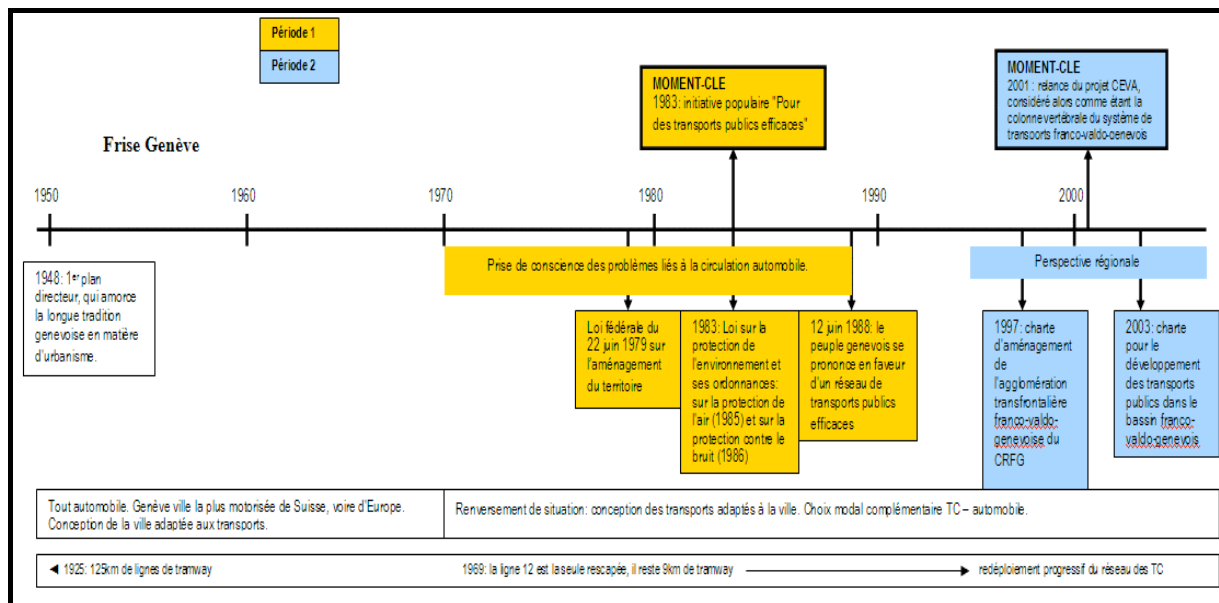 Période 1
Période 2
MOMENT-CLE
1983: initiative populaire "Pour
des transports publics efficaces"
MOMENT-CLE
2001 : relance du projet CEVA,
considéré alors comme étant la
colonne vertébrale du système de
transports franco-valdo-genevois
Frise Genève
1950
1960
1970
1980
1990
2000
Prise de conscience des problèmes liés à la circulation automobile.
Perspective régionale
1948: 1er plan
directeur, qui amorce
la longue tradition
genevoise en matière
d'urbanisme.
Loi fédérale du
22 juin 1979 sur
l'aménagement
du territoire
1983: Loi sur la
protection de
l'environnement et
ses ordonnances:
sur la protection de
l'air (1985) et sur la
protection contre le
bruit (1986)
12 juin 1988: le
peuple genevois se
prononce en faveur
d'un réseau de
transports publics
efficaces
1997: charte
d'aménagement
de
l'agglomération
transfrontalière
franco-valdo-
genevoise du
CRFG
2003: charte
pour le
développement
des transports
publics dans le
bassin franco-
valdo-genevois
Tout automobile. Genève ville la plus motorisée de Suisse, voire d'Europe.
Conception de la ville adaptée aux transports.
Renversement de situation: conception des transports adaptés à la ville. Choix modal complémentaire TC – automobile.
1925: 125km de lignes de tramway
1969: la ligne 12 est la seule rescapée, il reste 9km de tramway
redéploiement progressif du réseau des TC